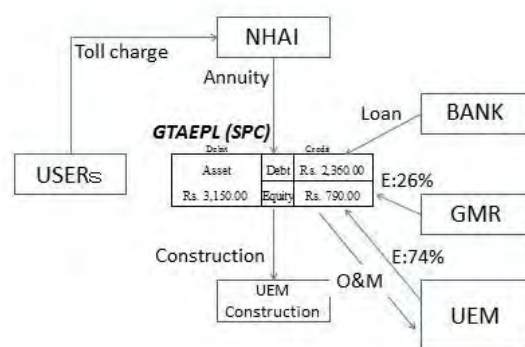 NHAI
Toll charge
Annuity
GTAEPL (SPC)
Loan
BANK
Debit
Credit
USERs
Asset
Debt
Rs. 2,360.00
Rs. 3,150.00
Equity
Rs. 790.00
E:26%
GMR
Construction
E:74%
O&M
UEM
Construction
UEM